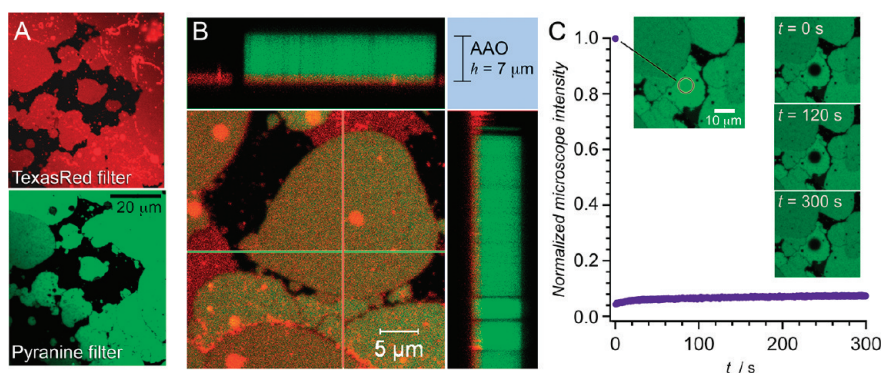 A
TexasRed filter
20 μm
Pyranine filter
B
AAO
h = 7 μm
5 μm
C
Normalized microscope intensity
1.0
0.8
0.6
0.4
0.2
0.0
0
100
200
300
t / s
10 μm
t = 0 s
t = 120 s
t = 300 s